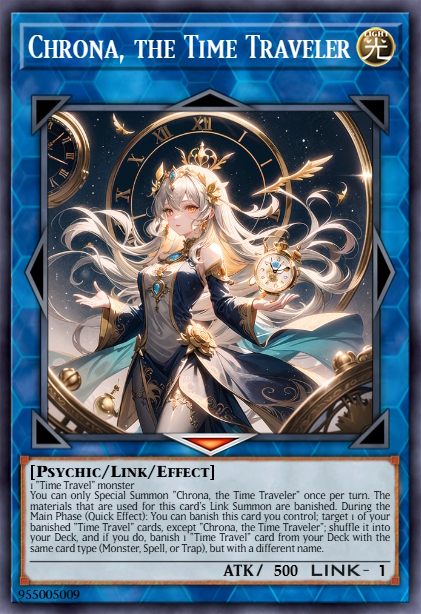 CHRONA, THE TIME TRAVELER
LIGHT
光
XII
[PSYCHIC/LINK/EFFECT]
1 "Time Travel" monster
You can only Special Summon "Chrona, the Time Traveler" once per turn. The
materials that are used for this card's Link Summon are banished. During the
Main Phase (Quick Effect): You can banish this card you control; target 1 of your
banished "Time Travel" cards, except "Chrona, the Time Traveler"; shuffle it into
your Deck, and if you do, banish 1 "Time Travel" card from your Deck with the
same card type (Monster, Spell, or Trap), but with a different name.
ATK/ 500 LINK- 1
955005009